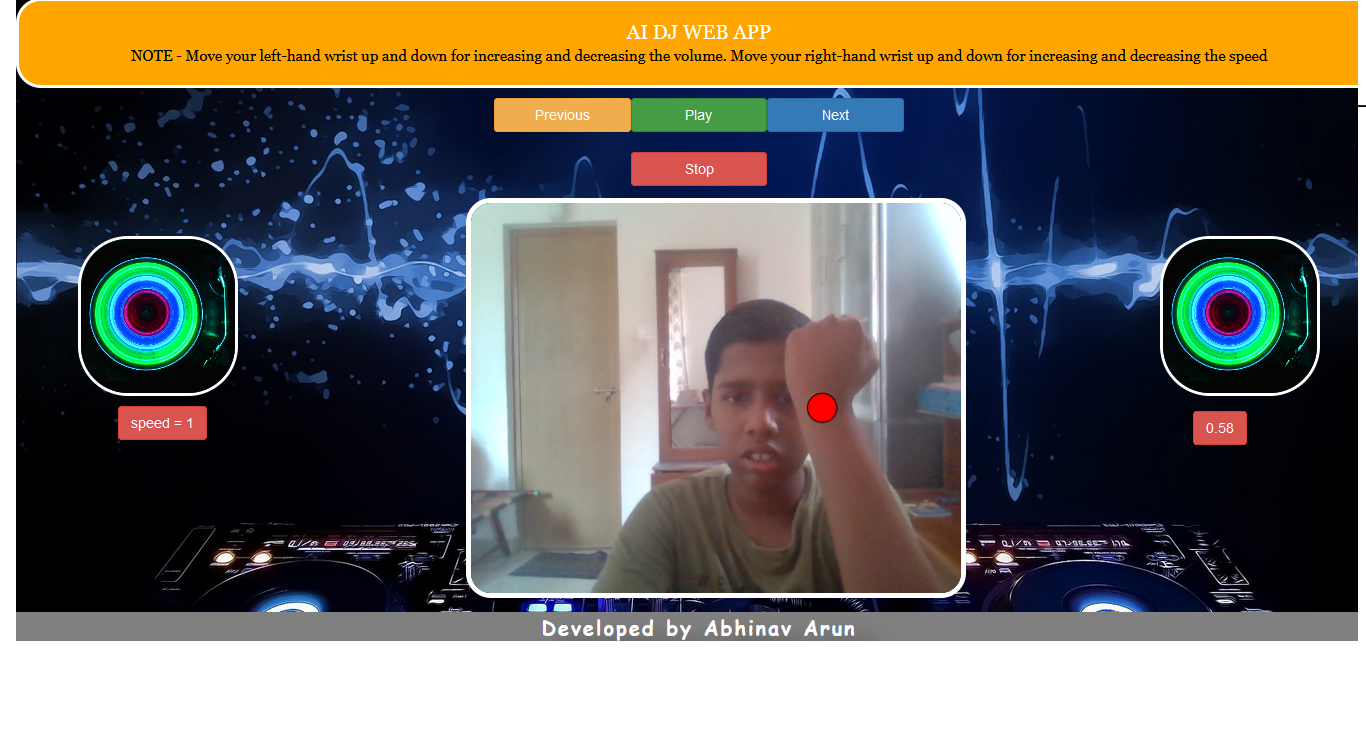 AI DJ WEB APP
NOTE - Move your left-hand wrist up and down for increasing and decreasing the volume. Move your right-hand wrist up and down for increasing and decreasing the speed
Previous
Play
Next
Stop
speed = 1
0.58
Developed by Abhinav Arun